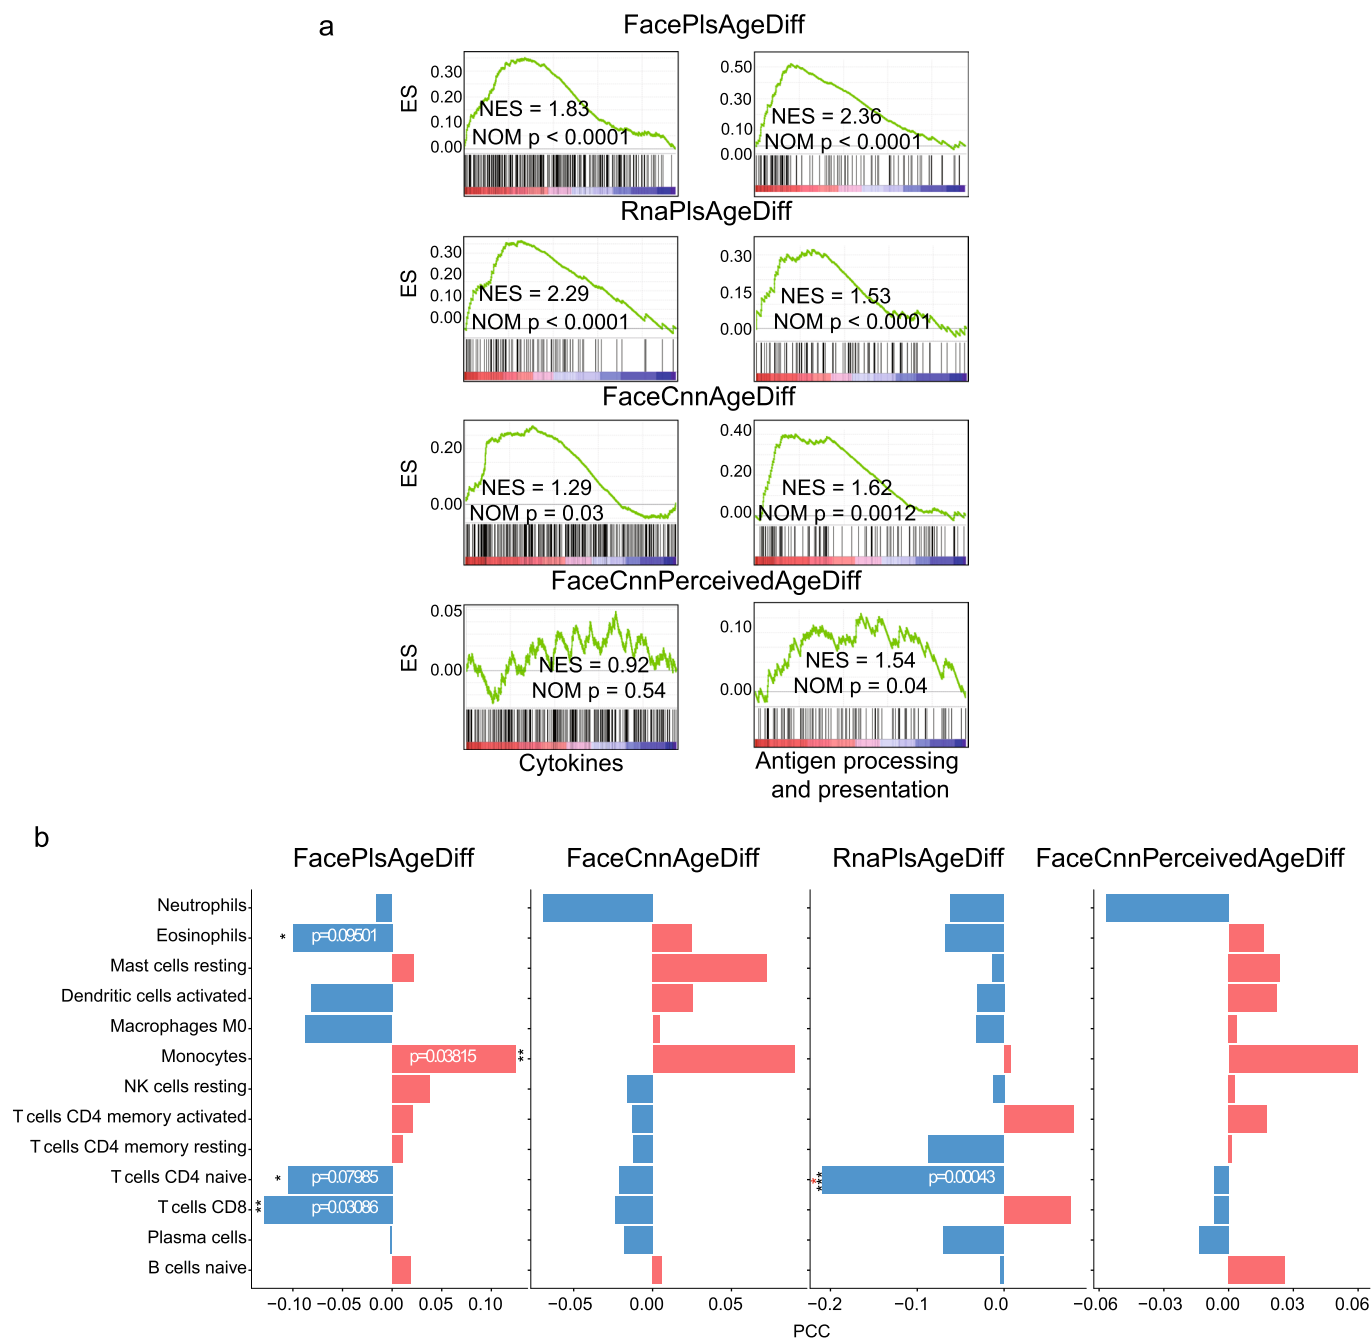 a
FacePlsAgeDiff
ES
0.30
0.20
0.10
0.00
NES = 1.83
NOM p < 0.0001
0.50
0.30
0.10
0.00
NES = 2.36
NOM p < 0.0001
RnaPlsAgeDiff
ES
0.30
0.20
0.10
0.00
NES = 2.29
NOM p < 0.0001
0.30
0.15
0.00
NES = 1.53
NOM p < 0.0001
FaceCnnAgeDiff
ES
0.20
0.00
NES = 1.29
NOM p = 0.03
0.40
0.20
0.00
NES = 1.62
NOM p = 0.0012
FaceCnnPerceivedAgeDiff
ES
0.05
0.00
NES = 0.92
NOM p = 0.54
0.10
0.00
NES = 1.54
NOM p = 0.04
Cytokines
Antigen processing
and presentation
b
FacePlsAgeDiff FaceCnnAgeDiff RnaPlsAgeDiff FaceCnnPerceivedAgeDiff
Neutrophils
Eosinophils * p=0.09501
Mast cells resting
Dendritic cells activated
Macrophages M0
Monocytes p=0.03815 **
NK cells resting
T cells CD4 memory activated
T cells CD4 memory resting
T cells CD4 naive * p=0.07985 * *** p=0.00043
T cells CD8 ** p=0.03086
Plasma cells
B cells naive
−0.10 −0.05 0.00 0.05 0.10
−0.05 0.00 0.05
−0.2 −0.1 0.0
−0.06 −0.03 0.00 0.03 0.06
PCC